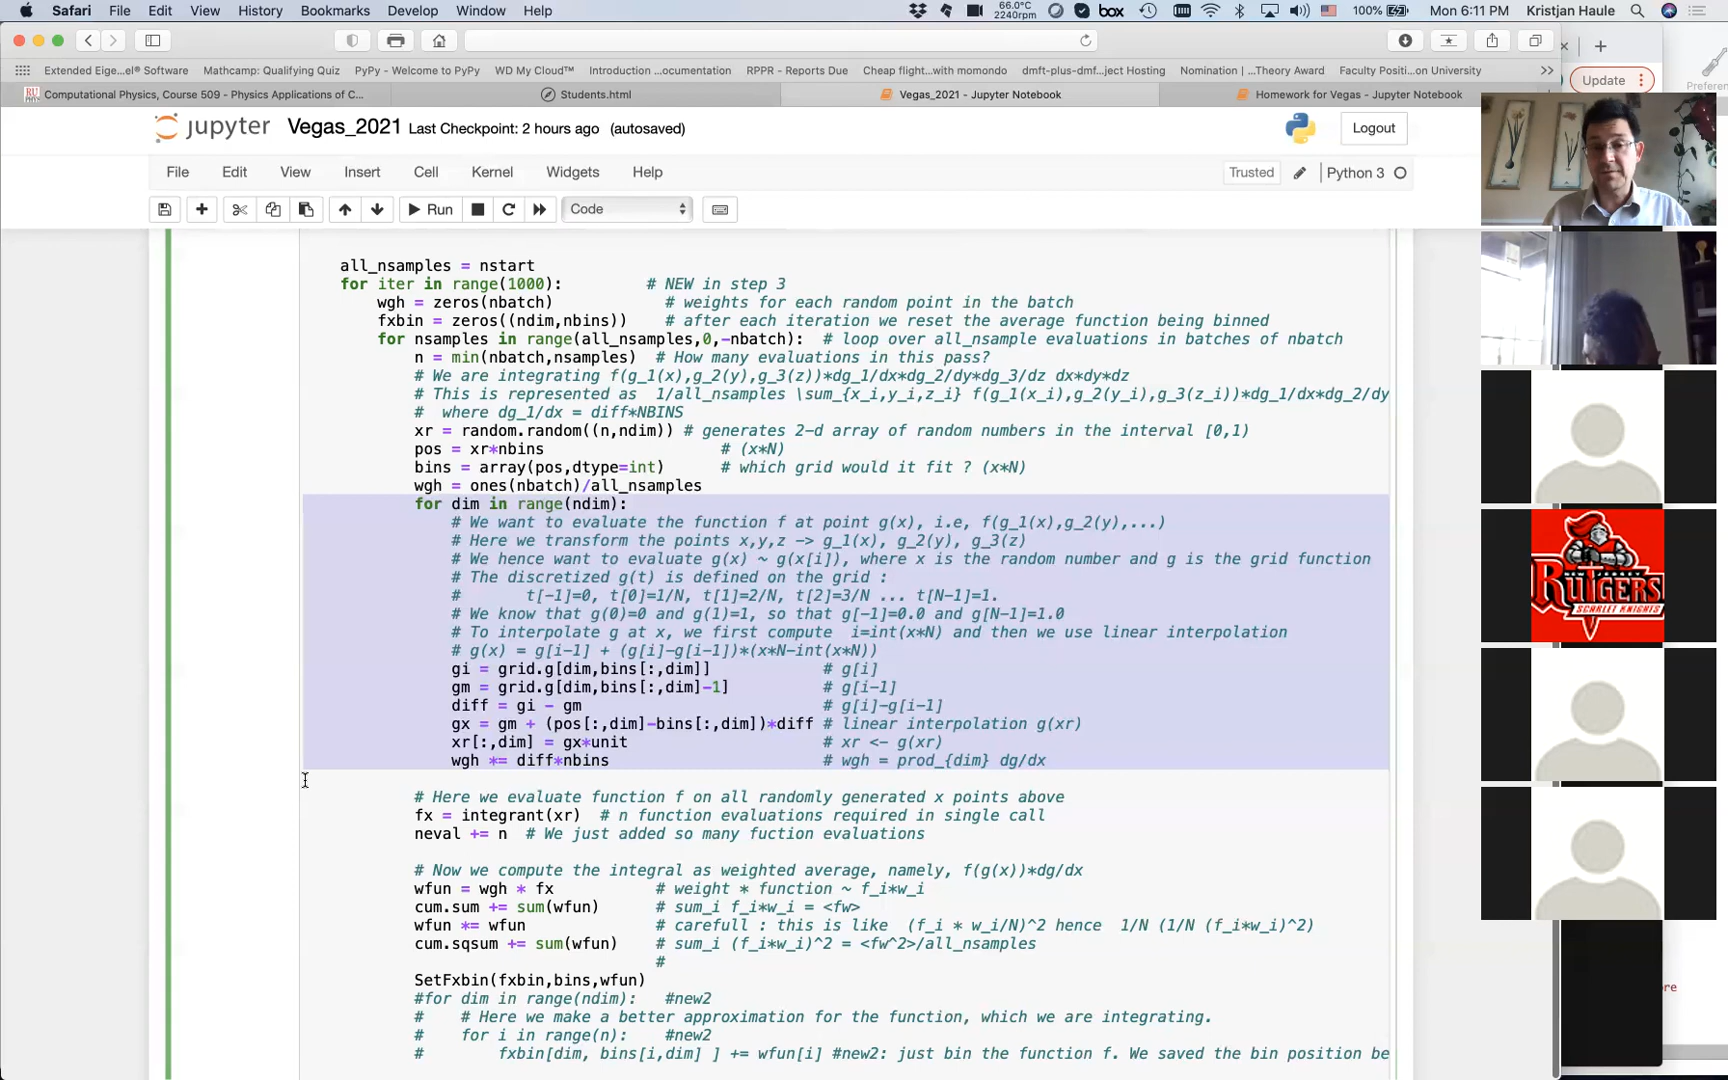 Safari File Edit View History Bookmarks Develop Window Help
box
66.0°C
2240rpm
100%
Mon 6:11 PM Kristjan Haule
Extended Eige...el® Software Mathcamp: Qualifying Quiz PyPy - Welcome to PyPy WD My Cloud™ Introduction ...ocumentation RPPR - Reports Due Cheap flight...with momondo dmft-plus-dmf...ject Hosting Nomination | ...Theory Award Faculty Positi...on University
Update
Preferen
Computational Physics, Course 509 - Physics Applications of C... Students.html Vegas_2021 - Jupyter Notebook Homework for Vegas - Jupyter Notebook
jupyter Vegas_2021 Last Checkpoint: 2 hours ago (autosaved)
Logout
File Edit View Insert Cell Kernel Widgets Help
Trusted Python 3
Run Code
all_nsamples = nstart
for iter in range(1000): # NEW in step 3
wgh = zeros(nbatch) # weights for each random point in the batch
fxbin = zeros((ndim,nbins)) # after each iteration we reset the average function being binned
for nsamples in range(all_nsamples,0,-nbatch): # loop over all_nsample evaluations in batches of nbatch
n = min(nbatch,nsamples) # How many evaluations in this pass?
# We are integrating f(g_1(x),g_2(y),g_3(z))*dg_1/dx*dg_2/dy*dg_3/dz dx*dy*dz
# This is represented as 1/all_nsamples \sum_{x_i,y_i,z_i} f(g_1(x_i),g_2(y_i),g_3(z_i))*dg_1/dx*dg_2/dy
# where dg_1/dx = diff*NBINS
xr = random.random((n,ndim)) # generates 2-d array of random numbers in the interval [0,1)
pos = xr*nbins # (x*N)
bins = array(pos,dtype=int) # which grid would it fit ? (x*N)
wgh = ones(nbatch)/all_nsamples
for dim in range(ndim):
# We want to evaluate the function f at point g(x), i.e, f(g_1(x),g_2(y),...)
# Here we transform the points x,y,z -> g_1(x), g_2(y), g_3(z)
# We hence want to evaluate g(x) ~ g(x[i]), where x is the random number and g is the grid function
# The discretized g(t) is defined on the grid :
# t[-1]=0, t[0]=1/N, t[1]=2/N, t[2]=3/N ... t[N-1]=1.
# We know that g(0)=0 and g(1)=1, so that g[-1]=0.0 and g[N-1]=1.0
# To interpolate g at x, we first compute i=int(x*N) and then we use linear interpolation
# g(x) = g[i-1] + (g[i]-g[i-1])*(x*N-int(x*N))
gi = grid.g[dim,bins[:,dim]] # g[i]
gm = grid.g[dim,bins[:,dim]-1] # g[i-1]
diff = gi - gm # g[i]-g[i-1]
gx = gm + (pos[:,dim]-bins[:,dim])*diff # linear interpolation g(xr)
xr[:,dim] = gx*unit # xr <- g(xr)
wgh *= diff*nbins # wgh = prod_{dim} dg/dx
# Here we evaluate function f on all randomly generated x points above
fx = integrant(xr) # n function evaluations required in single call
neval += n # We just added so many fuction evaluations
# Now we compute the integral as weighted average, namely, f(g(x))*dg/dx
wfun = wgh * fx # weight * function ~ f_i*w_i
cum.sum += sum(wfun) # sum_i f_i*w_i = <fw>
wfun *= wfun # carefull : this is like (f_i * w_i/N)^2 hence 1/N (1/N (f_i*w_i)^2)
cum.sqsum += sum(wfun) # sum_i (f_i*w_i)^2 = <fw^2>/all_nsamples
#
SetFxbin(fxbin,bins,wfun)
#for dim in range(ndim): #new2
# # Here we make a better approximation for the function, which we are integrating.
# for i in range(n): #new2
# fxbin[dim, bins[i,dim] ] += wfun[i] #new2: just bin the function f. We saved the bin position be
RUTGERS
SCARLET KNIGHTS
ore